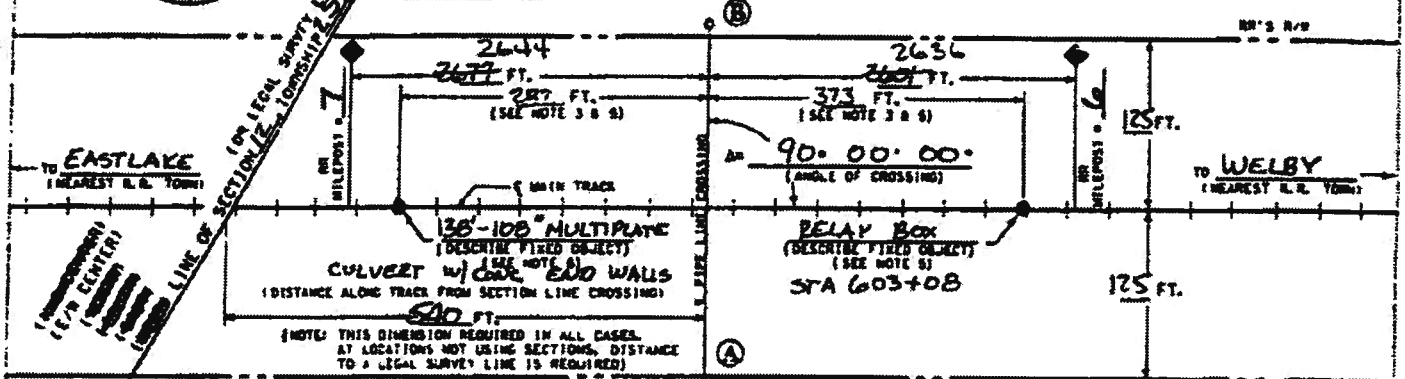 B
RR'S R/W
2644
2677 FT.
2636
2601 FT.
287 FT.
(SEE NOTE 3 & 5)
373 FT.
(SEE NOTE 3 & 5)
125 FT.
(OR LEGAL SURVEY
LINE OF SECTION 12, TOWNSHIP 2S
RR
MILEPOST # 7
RR
MILEPOST # 6
TO EASTLAKE
(NEAREST R.R. TOWN)
℄ MAIN TRACK
℄ PIPE LINE CROSSING
Δ= 90° 00' 00"
(ANGLE OF CROSSING)
TO WELBY
(NEAREST R.R. TOWN)
138'-108" MULTIPLATE
(DESCRIBE FIXED OBJECT)
(SEE NOTE 5)
CULVERT W/ CONC. END WALLS
(DISTANCE ALONG TRACK FROM SECTION LINE CROSSING)
RELAY BOX
(DESCRIBE FIXED OBJECT)
(SEE NOTE 5)
STA 603+08
125 FT.
(E/W CENTER)
540 FT.
(NOTE: THIS DIMENSION REQUIRED IN ALL CASES.
AT LOCATIONS NOT USING SECTIONS, DISTANCE
TO A LEGAL SURVEY LINE IS REQUIRED)
A